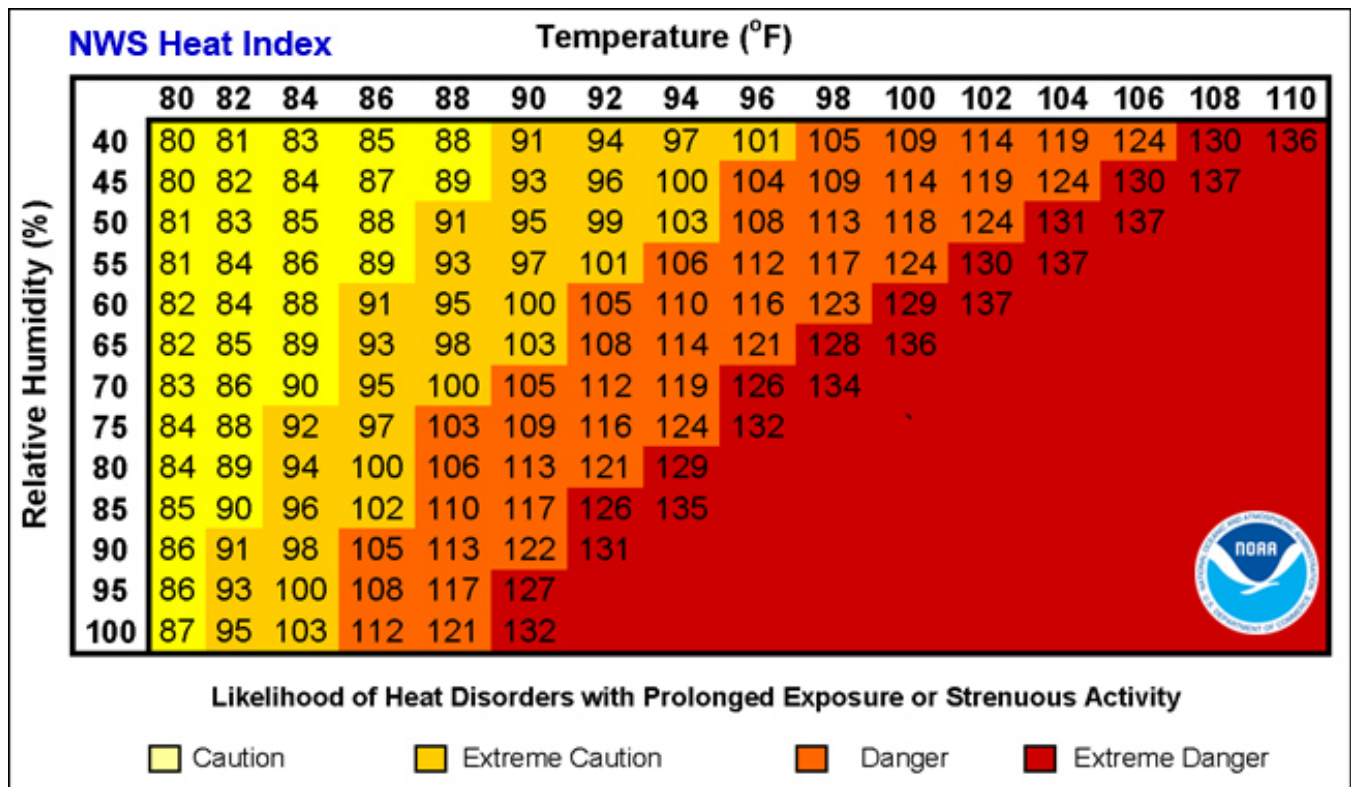 NWS Heat Index
Temperature (°F)
80 82 84 86 88 90 92 94 96 98 100 102 104 106 108 110
Relative Humidity (%)
40 80 81 83 85 88 91 94 97 101 105 109 114 119 124 130 136
45 80 82 84 87 89 93 96 100 104 109 114 119 124 130 137
50 81 83 85 88 91 95 99 103 108 113 118 124 131 137
55 81 84 86 89 93 97 101 106 112 117 124 130 137
60 82 84 88 91 95 100 105 110 116 123 129 137
65 82 85 89 93 98 103 108 114 121 128 136
70 83 86 90 95 100 105 112 119 126 134
75 84 88 92 97 103 109 116 124 132
80 84 89 94 100 106 113 121 129
85 85 90 96 102 110 117 126 135
90 86 91 98 105 113 122 131
95 86 93 100 108 117 127
100 87 95 103 112 121 132
NATIONAL OCEANIC AND ATMOSPHERIC ADMINISTRATION
NOAA
U.S. DEPARTMENT OF COMMERCE
Likelihood of Heat Disorders with Prolonged Exposure or Strenuous Activity
Caution
Extreme Caution
Danger
Extreme Danger